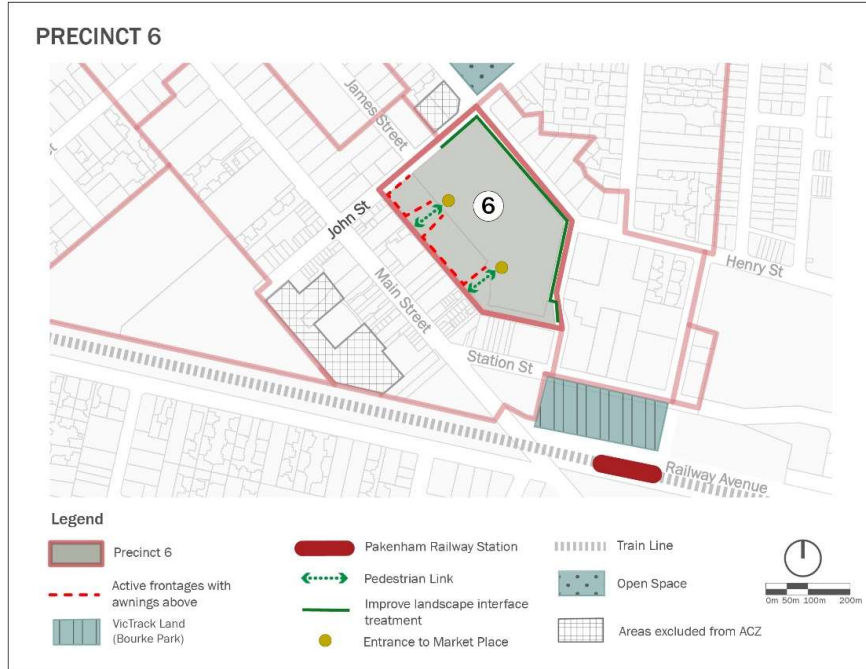 PRECINCT 6
James Street
John St
6
Main Street
Henry St
Station St
Railway Avenue
Legend
Precinct 6
Active frontages with
awnings above
VicTrack Land
(Bourke Park)
Pakenham Railway Station
Pedestrian Link
Improve landscape interface
treatment
Entrance to Market Place
Train Line
Open Space
Areas excluded from ACZ
0m 50m 100m 200m